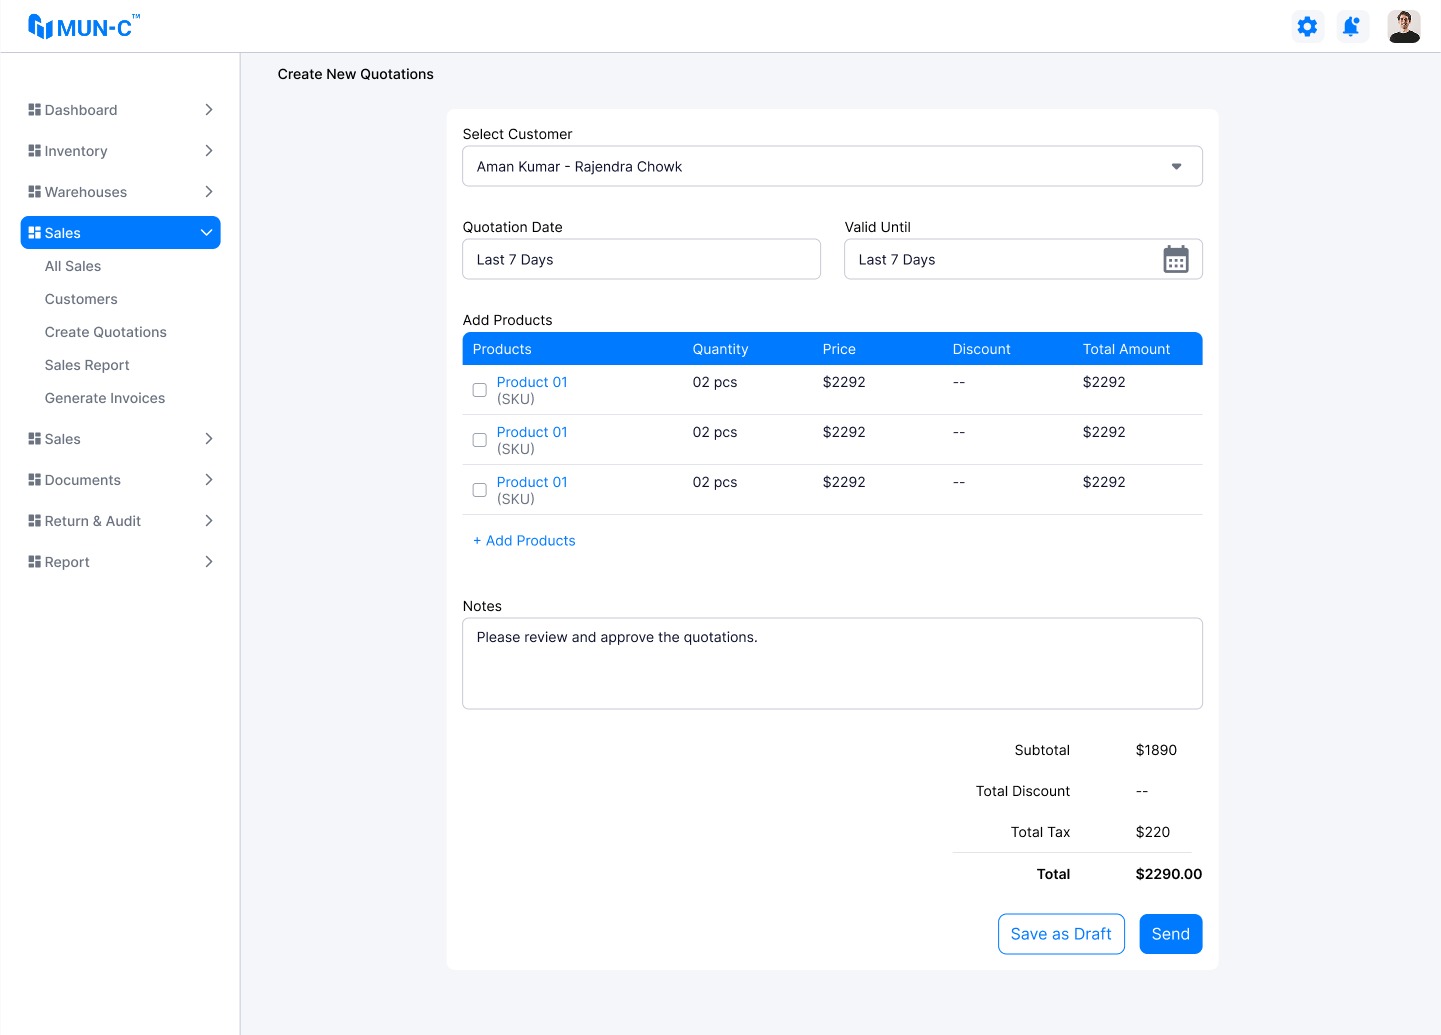 MUN-C™
Create New Quotations
Dashboard
Inventory
Warehouses
Sales
All Sales
Customers
Create Quotations
Sales Report
Generate Invoices
Sales
Documents
Return & Audit
Report
Select Customer
Aman Kumar - Rajendra Chowk
Quotation Date
Last 7 Days
Valid Until
Last 7 Days
Add Products
Products Quantity Price Discount Total Amount
Product 01 02 pcs $2292 -- $2292
(SKU)
Product 01 02 pcs $2292 -- $2292
(SKU)
Product 01 02 pcs $2292 -- $2292
(SKU)
+ Add Products
Notes
Please review and approve the quotations.
Subtotal $1890
Total Discount --
Total Tax $220
Total $2290.00
Save as Draft
Send